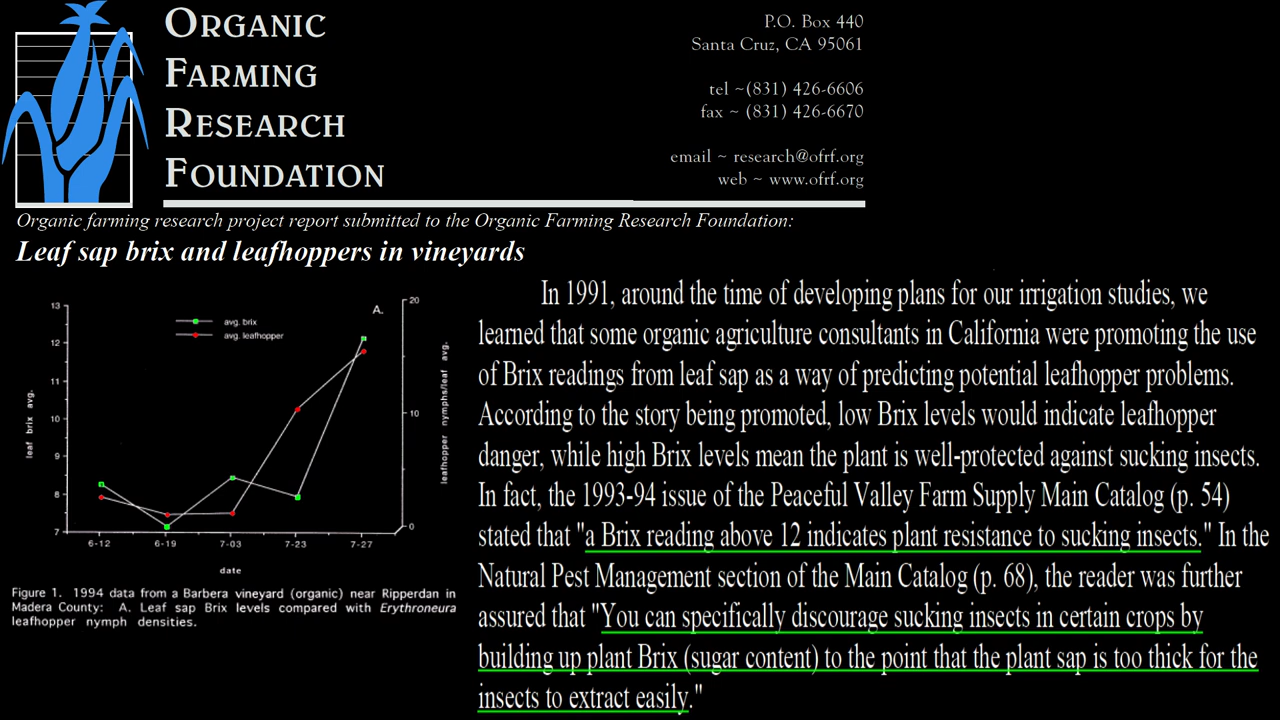 ORGANIC
FARMING
RESEARCH
FOUNDATION
P.O. Box 440
Santa Cruz, CA 95061
tel ~(831) 426-6606
fax ~ (831) 426-6670
email ~ research@ofrf.org
web ~ www.ofrf.org
Organic farming research project report submitted to the Organic Farming Research Foundation:
Leaf sap brix and leafhoppers in vineyards
A.
avg. brix
avg. leafhopper
leaf brix avg.
13
12
11
10
9
8
7
20
10
0
leafhopper nymphs/leaf avg.
6-12 6-19 7-03 7-23 7-27
date
Figure 1. 1994 data from a Barbera vineyard (organic) near Ripperdan in
Madera County: A. Leaf sap Brix levels compared with Erythroneura
leafhopper nymph densities.
In 1991, around the time of developing plans for our irrigation studies, we
learned that some organic agriculture consultants in California were promoting the use
of Brix readings from leaf sap as a way of predicting potential leafhopper problems.
According to the story being promoted, low Brix levels would indicate leafhopper
danger, while high Brix levels mean the plant is well-protected against sucking insects.
In fact, the 1993-94 issue of the Peaceful Valley Farm Supply Main Catalog (p. 54)
stated that "a Brix reading above 12 indicates plant resistance to sucking insects." In the
Natural Pest Management section of the Main Catalog (p. 68), the reader was further
assured that "You can specifically discourage sucking insects in certain crops by
building up plant Brix (sugar content) to the point that the plant sap is too thick for the
insects to extract easily."